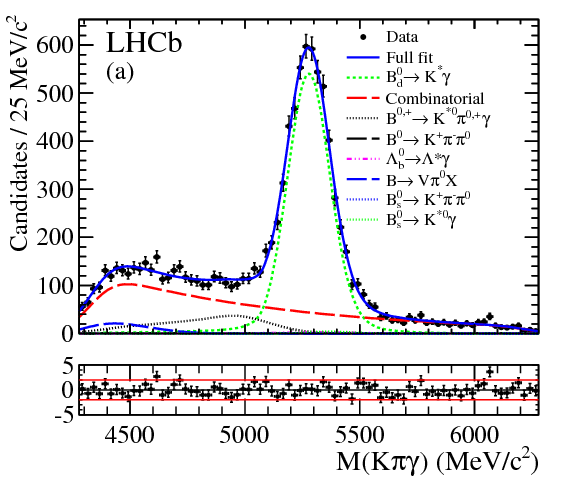 LHCb
(a)
Candidates / 25 MeV/c²
600
500
400
300
200
100
0
Data
Full fit
B⁰d→ K*γ
Combinatorial
B⁰,⁺→ K*⁰π⁰,⁺γ
B⁰→ K⁺π⁻π⁰
Λ⁰b→Λ*γ
B→ Vπ⁰X
B⁰s→ K⁺π⁻π⁰
B⁰s→ K*⁰γ
5
0
-5
4500 5000 5500 6000
M(Kπγ) (MeV/c²)